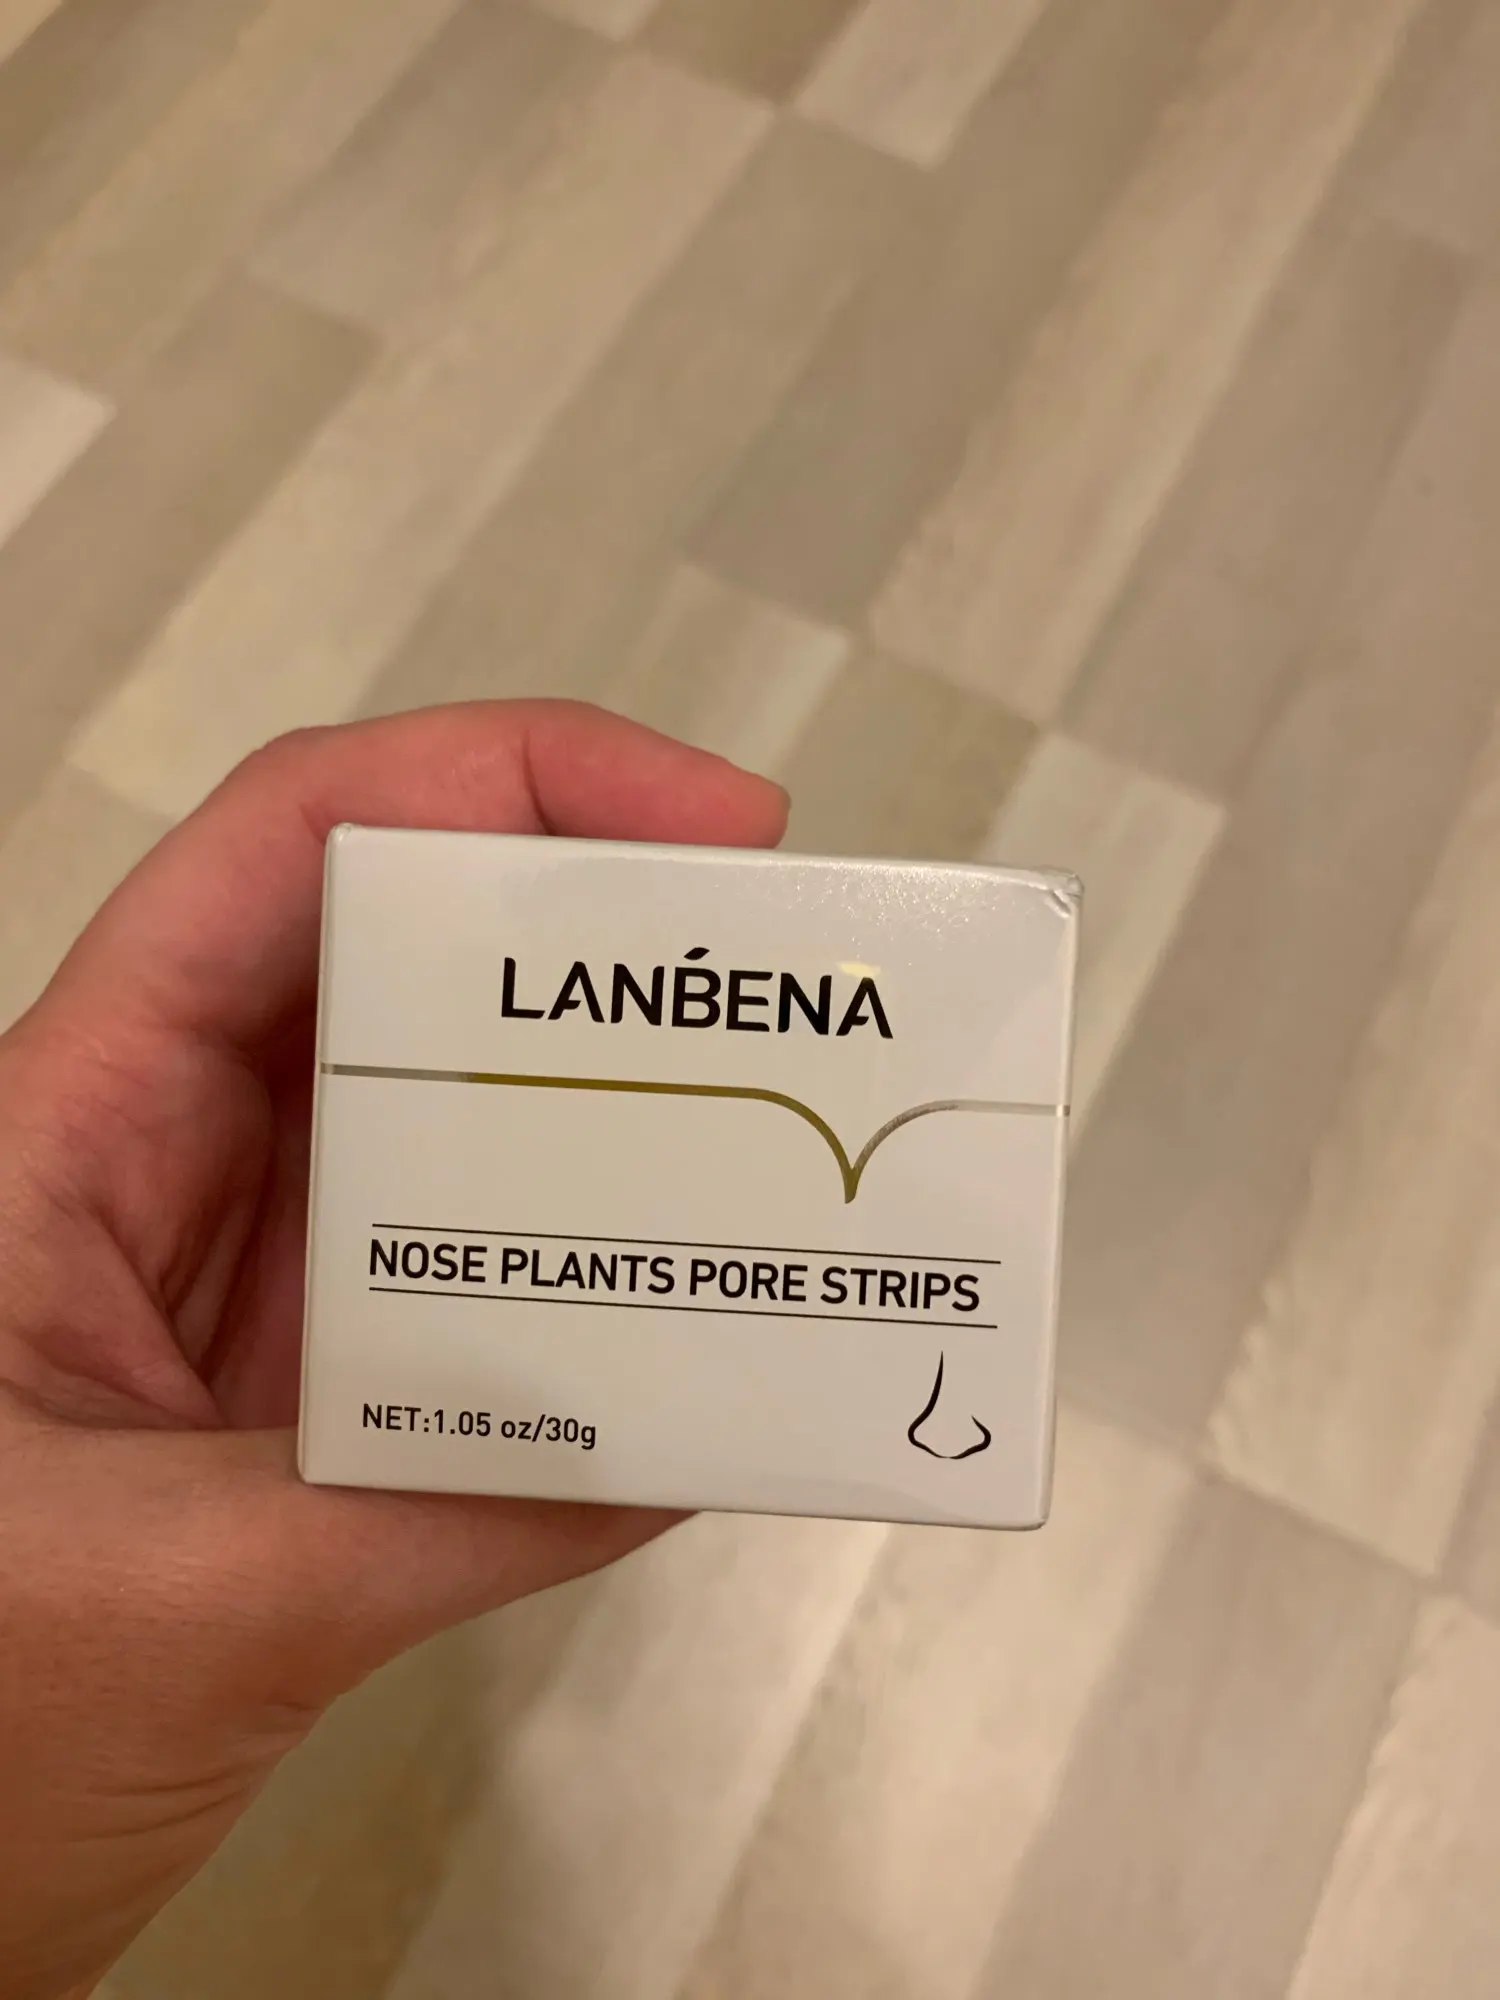 LANBENA
NOSE PLANTS PORE STRIPS
NET:1.05 oz/30g